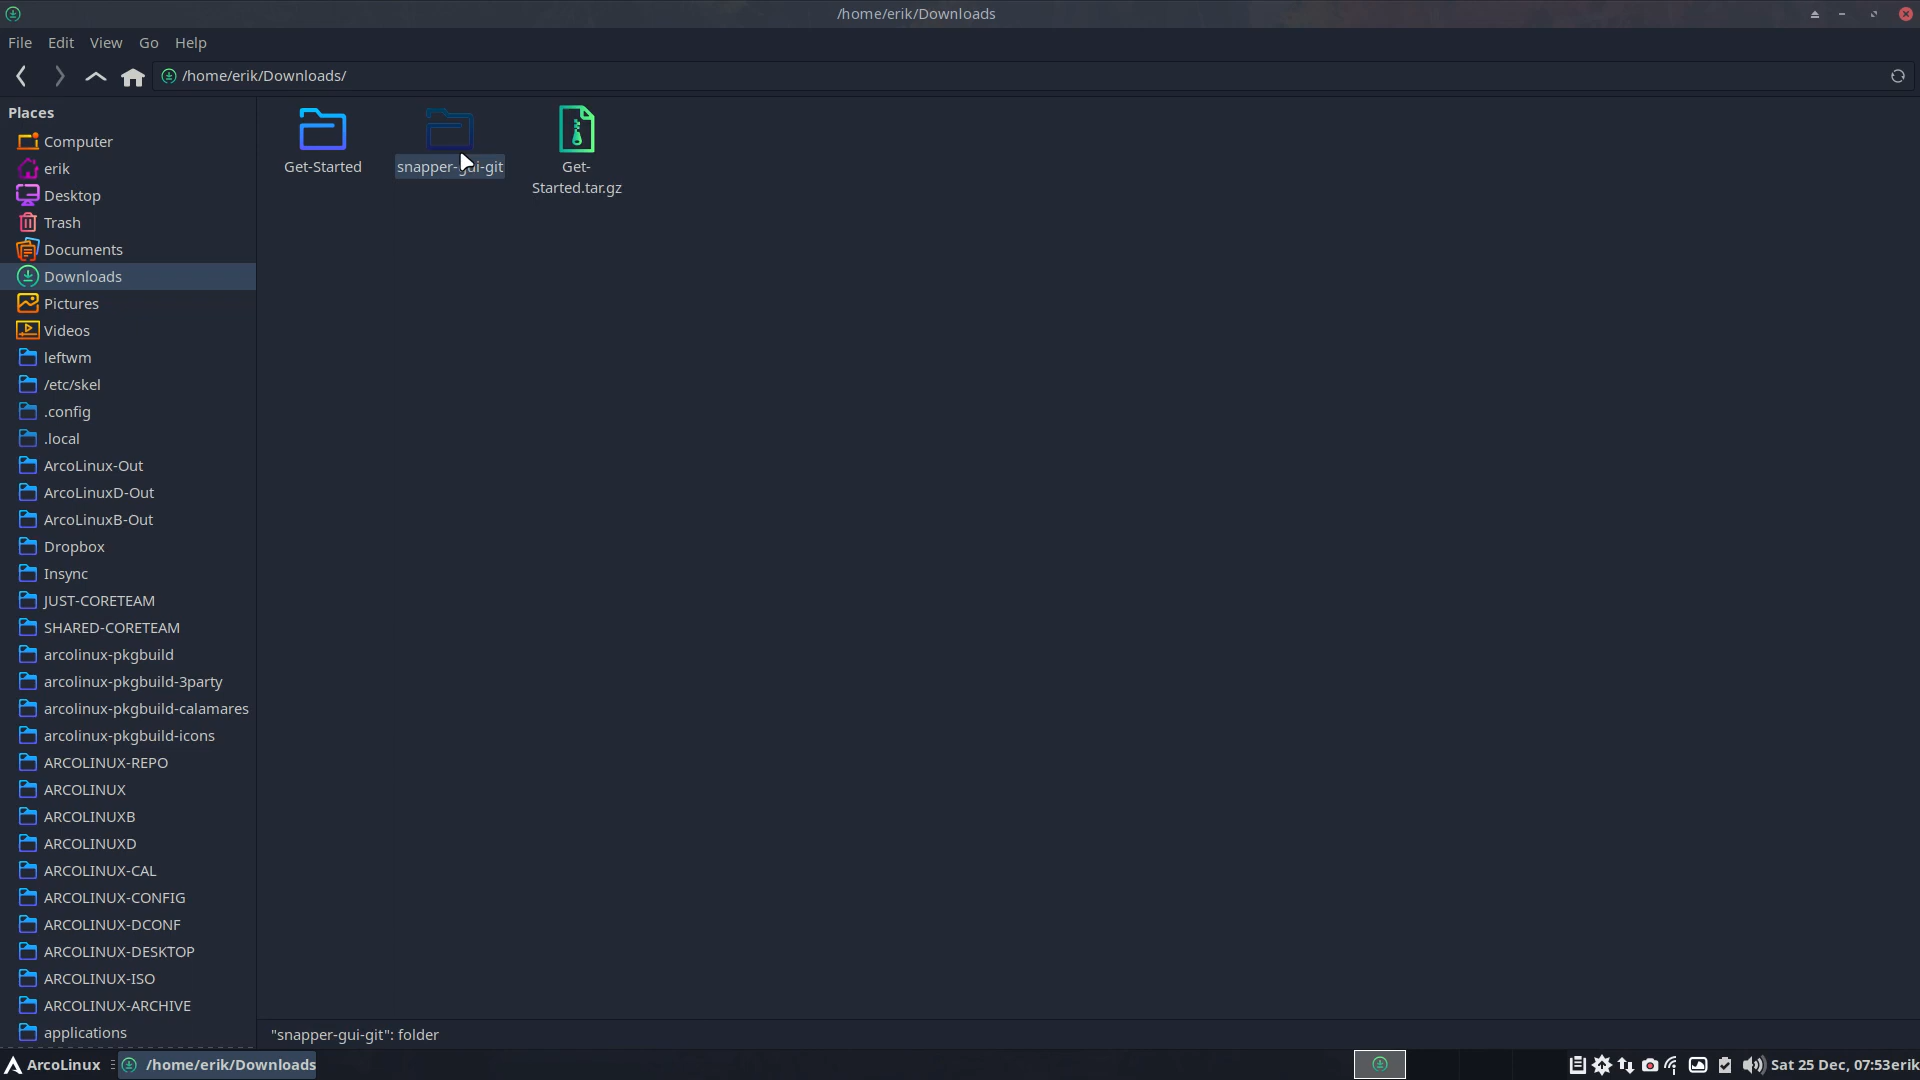 /home/erik/Downloads
File Edit View Go Help
/home/erik/Downloads/
Places
Computer
erik
Desktop
Trash
Documents
Downloads
Pictures
Videos
leftwm
/etc/skel
.config
.local
ArcoLinux-Out
ArcoLinuxD-Out
ArcoLinuxB-Out
Dropbox
Insync
JUST-CORETEAM
SHARED-CORETEAM
arcolinux-pkgbuild
arcolinux-pkgbuild-3party
arcolinux-pkgbuild-calamares
arcolinux-pkgbuild-icons
ARCOLINUX-REPO
ARCOLINUX
ARCOLINUXB
ARCOLINUXD
ARCOLINUX-CAL
ARCOLINUX-CONFIG
ARCOLINUX-DCONF
ARCOLINUX-DESKTOP
ARCOLINUX-ISO
ARCOLINUX-ARCHIVE
applications
Get-Started
snapper-gui-git
Get-
Started.tar.gz
"snapper-gui-git": folder
ArcoLinux
/home/erik/Downloads
Sat 25 Dec, 07:53 erik